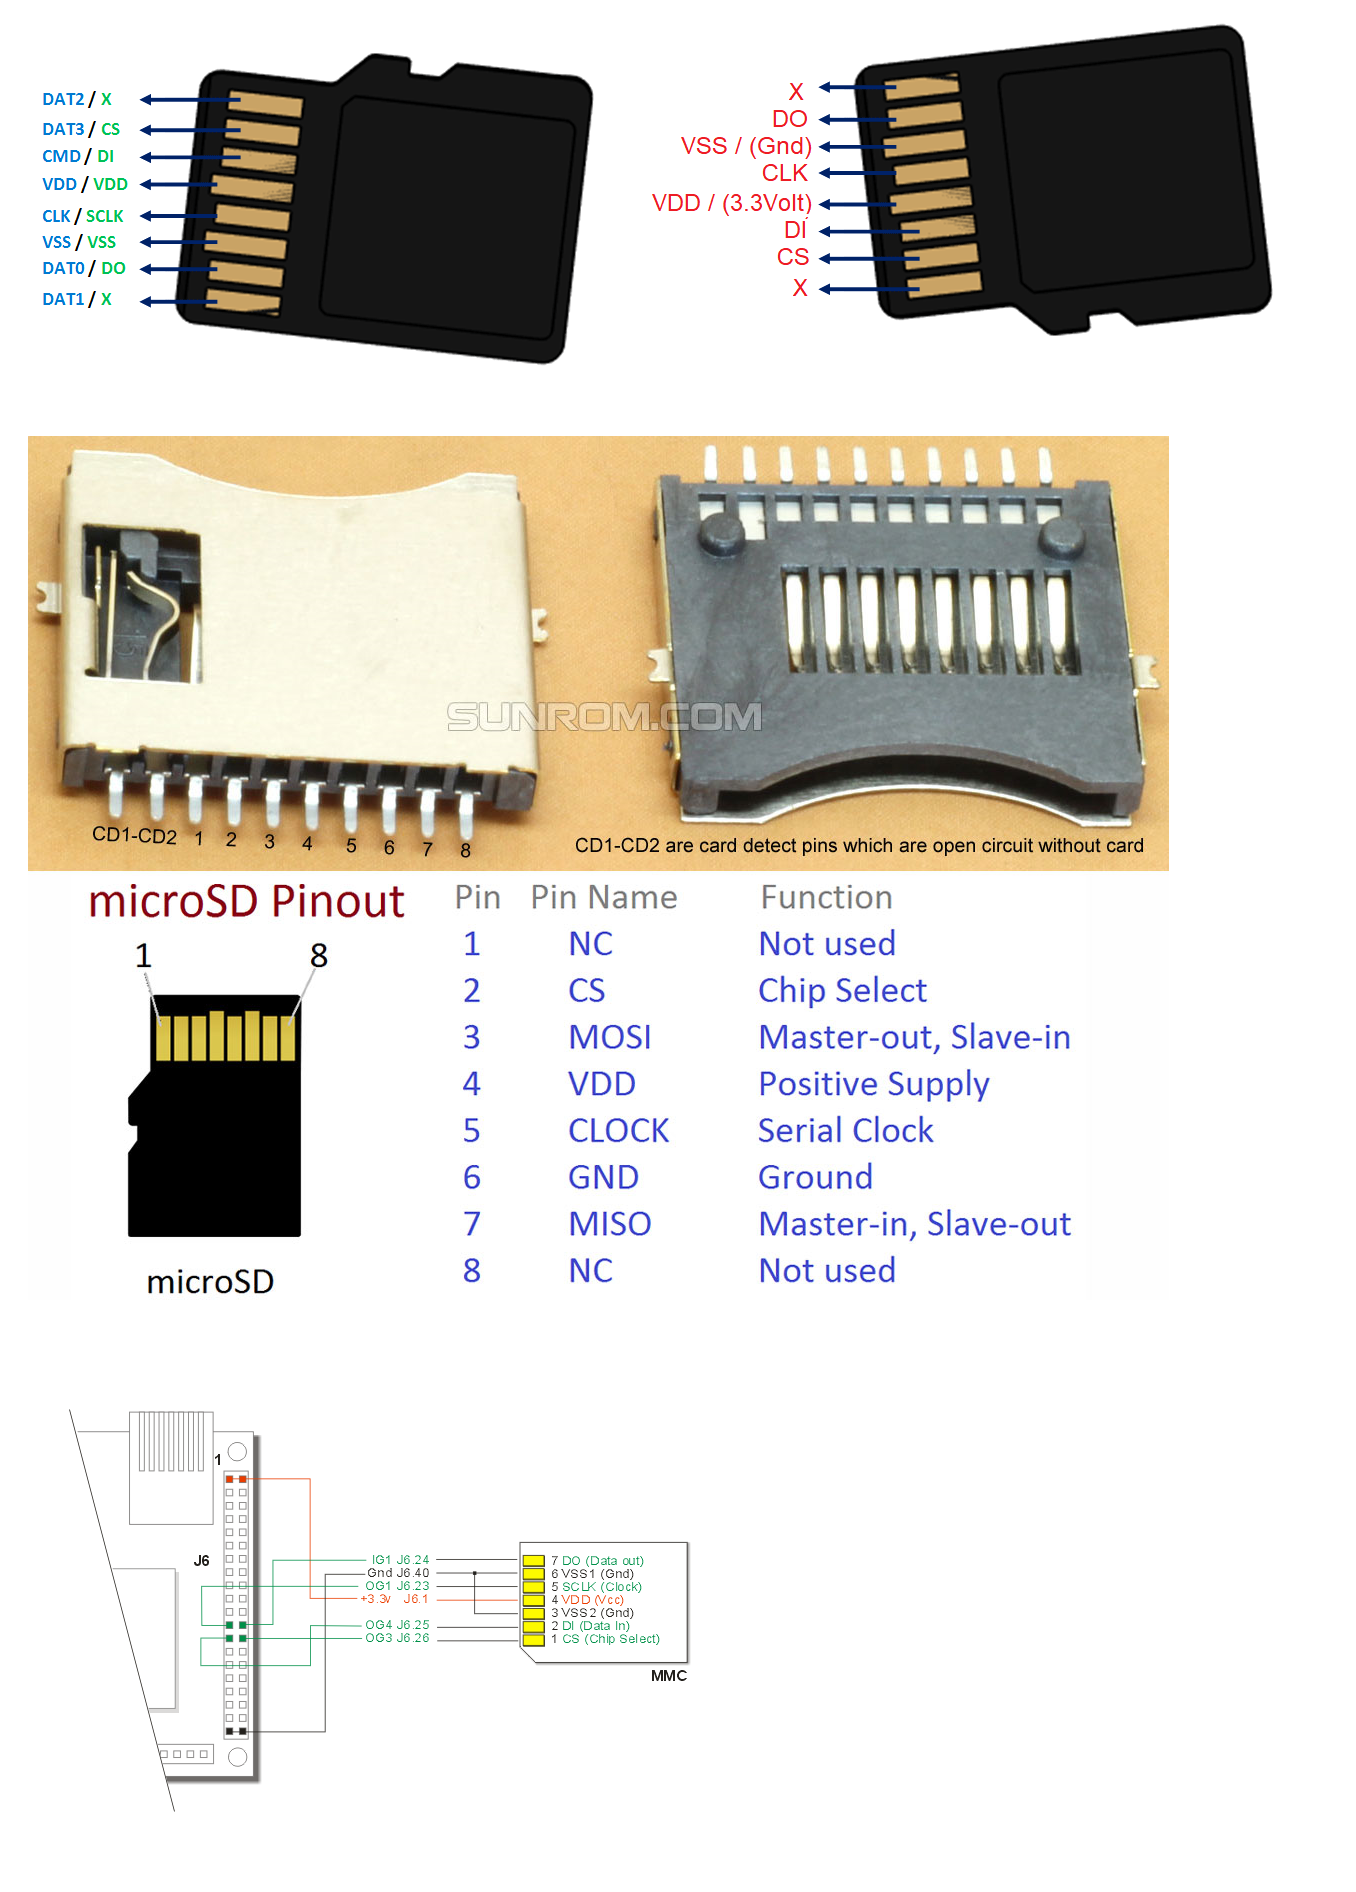 DAT2 / X
DAT3 / CS
CMD / DI
VDD / VDD
CLK / SCLK
VSS / VSS
DAT0 / DO
DAT1 / X
X
DO
VSS / (Gnd)
CLK
VDD / (3.3Volt)
DI
CS
X
SUNROM.COM
CD1-CD2 1 2 3 4 5 6 7 8
CD1-CD2 are card detect pins which are open circuit without card
microSD Pinout
1 8
microSD
Pin Pin Name Function
1 NC Not used
2 CS Chip Select
3 MOSI Master-out, Slave-in
4 VDD Positive Supply
5 CLOCK Serial Clock
6 GND Ground
7 MISO Master-in, Slave-out
8 NC Not used
1
J6
IG1 J6.24
Gnd J6.40
OG1 J6.23
+3.3v J6.1
OG4 J6.25
OG3 J6.26
7 DO (Data out)
6 VSS1 (Gnd)
5 SCLK (Clock)
4 VDD (Vcc)
3 VSS2 (Gnd)
2 DI (Data In)
1 CS (Chip Select)
MMC